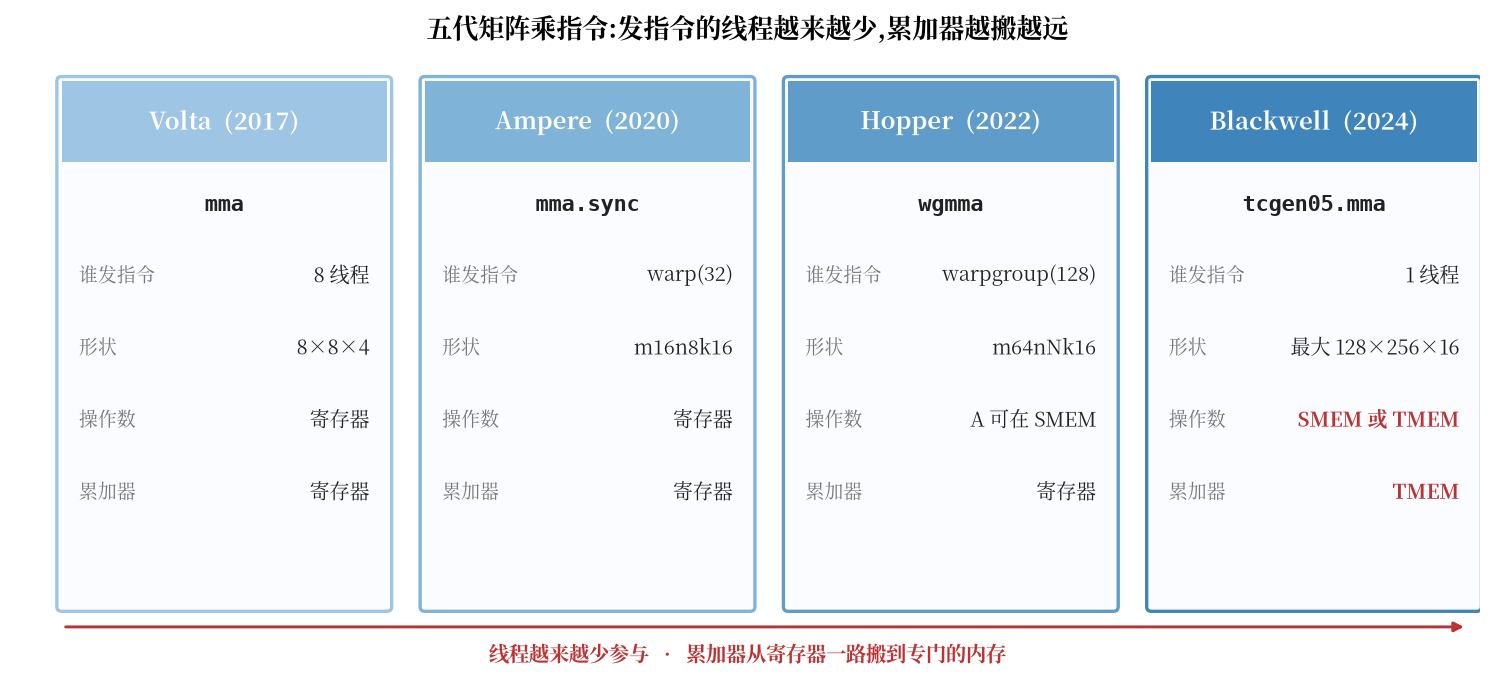 五代矩阵乘指令:发指令的线程越来越少,累加器越搬越远
Volta (2017)
mma
谁发指令 8 线程
形状 8×8×4
操作数 寄存器
累加器 寄存器
Ampere (2020)
mma.sync
谁发指令 warp(32)
形状 m16n8k16
操作数 寄存器
累加器 寄存器
Hopper (2022)
wgmma
谁发指令 warpgroup(128)
形状 m64nNk16
操作数 A 可在 SMEM
累加器 寄存器
Blackwell (2024)
tcgen05.mma
谁发指令 1 线程
形状 最大 128×256×16
操作数 SMEM 或 TMEM
累加器 TMEM
线程越来越少参与 · 累加器从寄存器一路搬到专门的内存